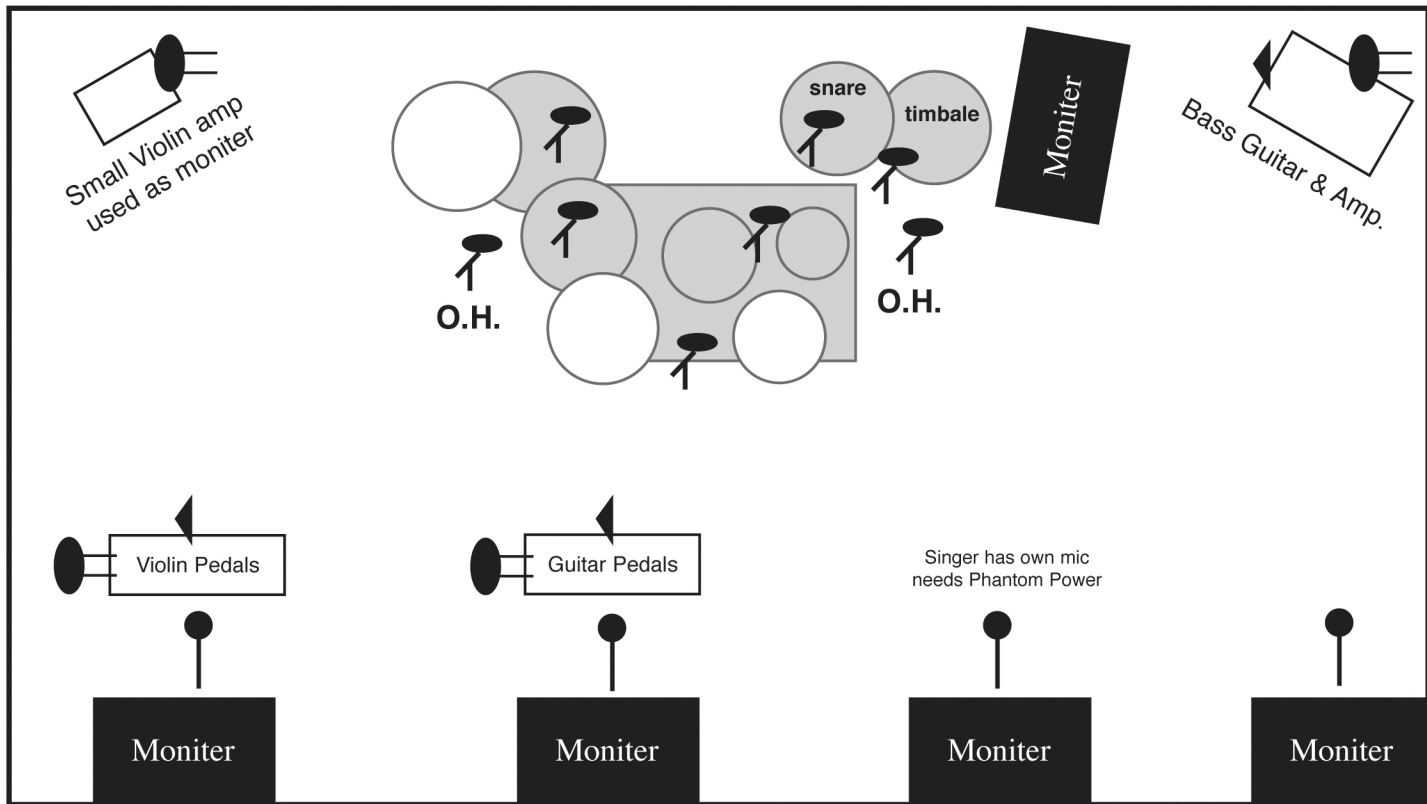 snare
timbale
Moniter
Small Violin amp
used as moniter
Bass Guitar & Amp.
O.H.
O.H.
Violin Pedals
Guitar Pedals
Singer has own mic
needs Phantom Power
Moniter
Moniter
Moniter
Moniter